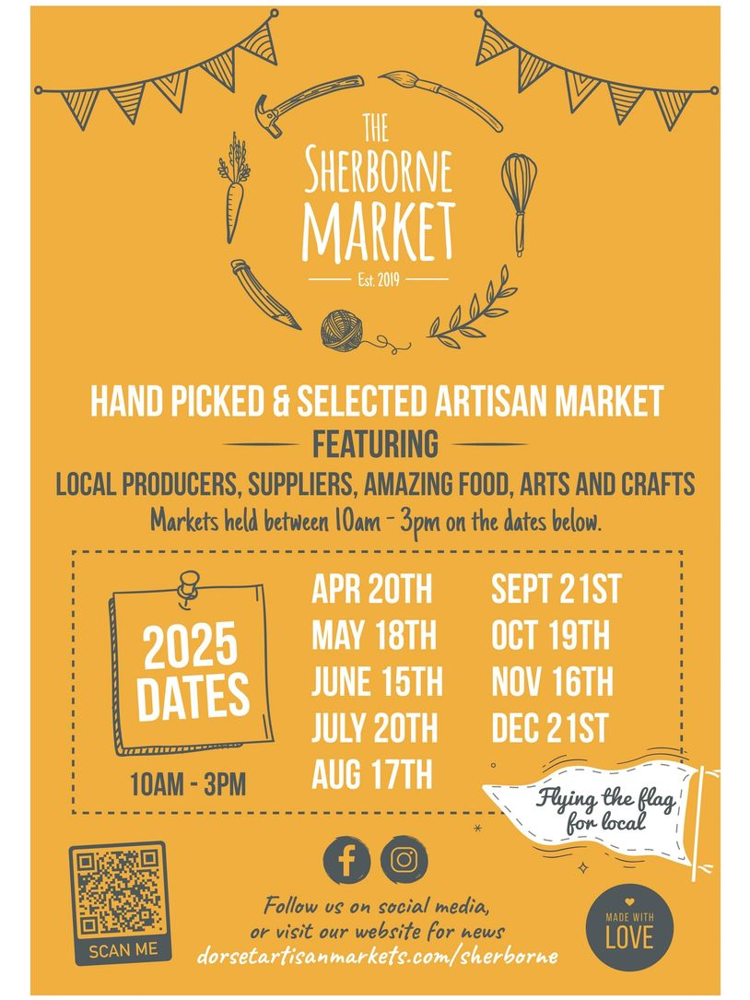 THE
SHERBORNE
MARKET
Est. 2019
HAND PICKED & SELECTED ARTISAN MARKET
FEATURING
LOCAL PRODUCERS, SUPPLIERS, AMAZING FOOD, ARTS AND CRAFTS
Markets held between 10am - 3pm on the dates below.
2025
DATES
10AM - 3PM
APR 20TH
MAY 18TH
JUNE 15TH
JULY 20TH
AUG 17TH
SEPT 21ST
OCT 19TH
NOV 16TH
DEC 21ST
Flying the flag
for local
SCAN ME
Follow us on social media,
or visit our website for news
dorsetartisanmarkets.com/sherborne
MADE WITH
LOVE